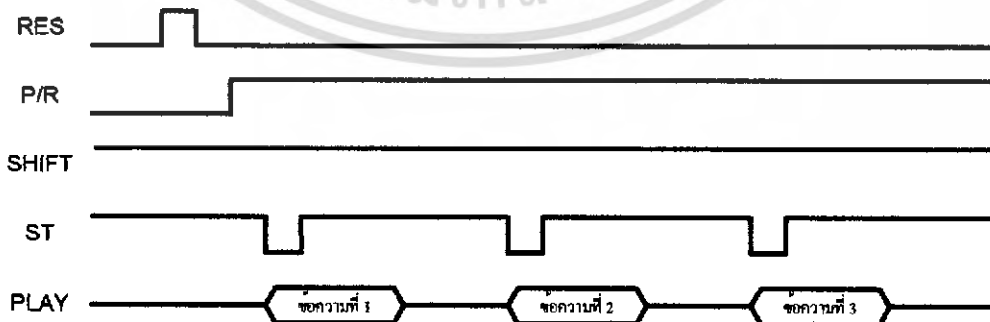 RES
P/R
SHIFT
ST
PLAY
ข้อความที่ 1
ข้อความที่ 2
ข้อความที่ 3